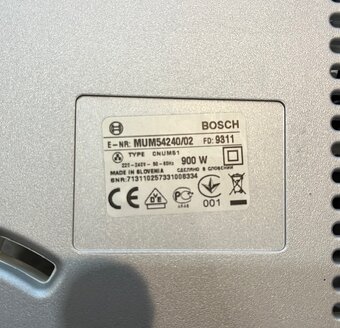 BOSCH
E-NR: MUM54240/02 FD: 9311
TYPE CNUM51
220-240V~ 50-60Hz 900 W
MADE IN SLOVENIA СДЕЛАНО В СЛОВЕНИИ
SNR:713110257331008334
CE
001